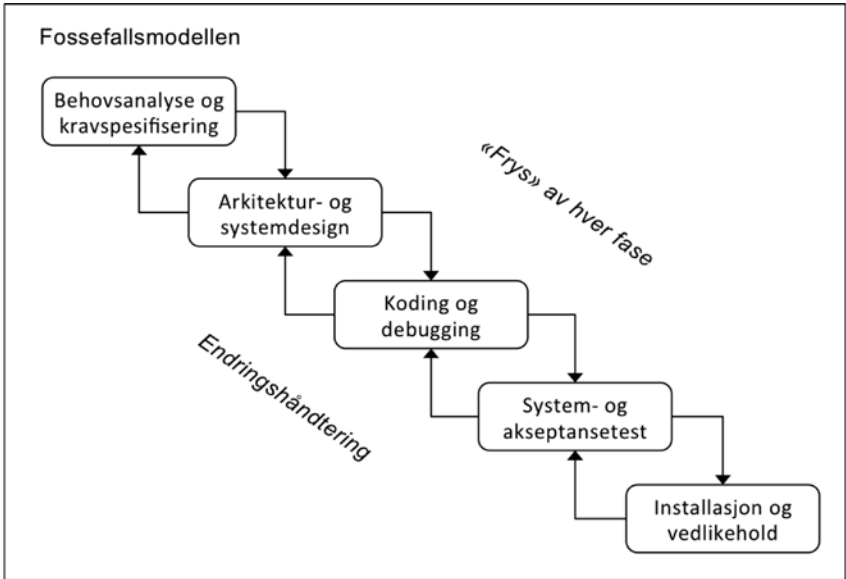 Fossefallsmodellen
Behovsanalyse og
kravspesifisering
Arkitektur- og
systemdesign
«Frys» av hver fase
Koding og
debugging
Endringshåndtering
System- og
akseptansetest
Installasjon og
vedlikehold